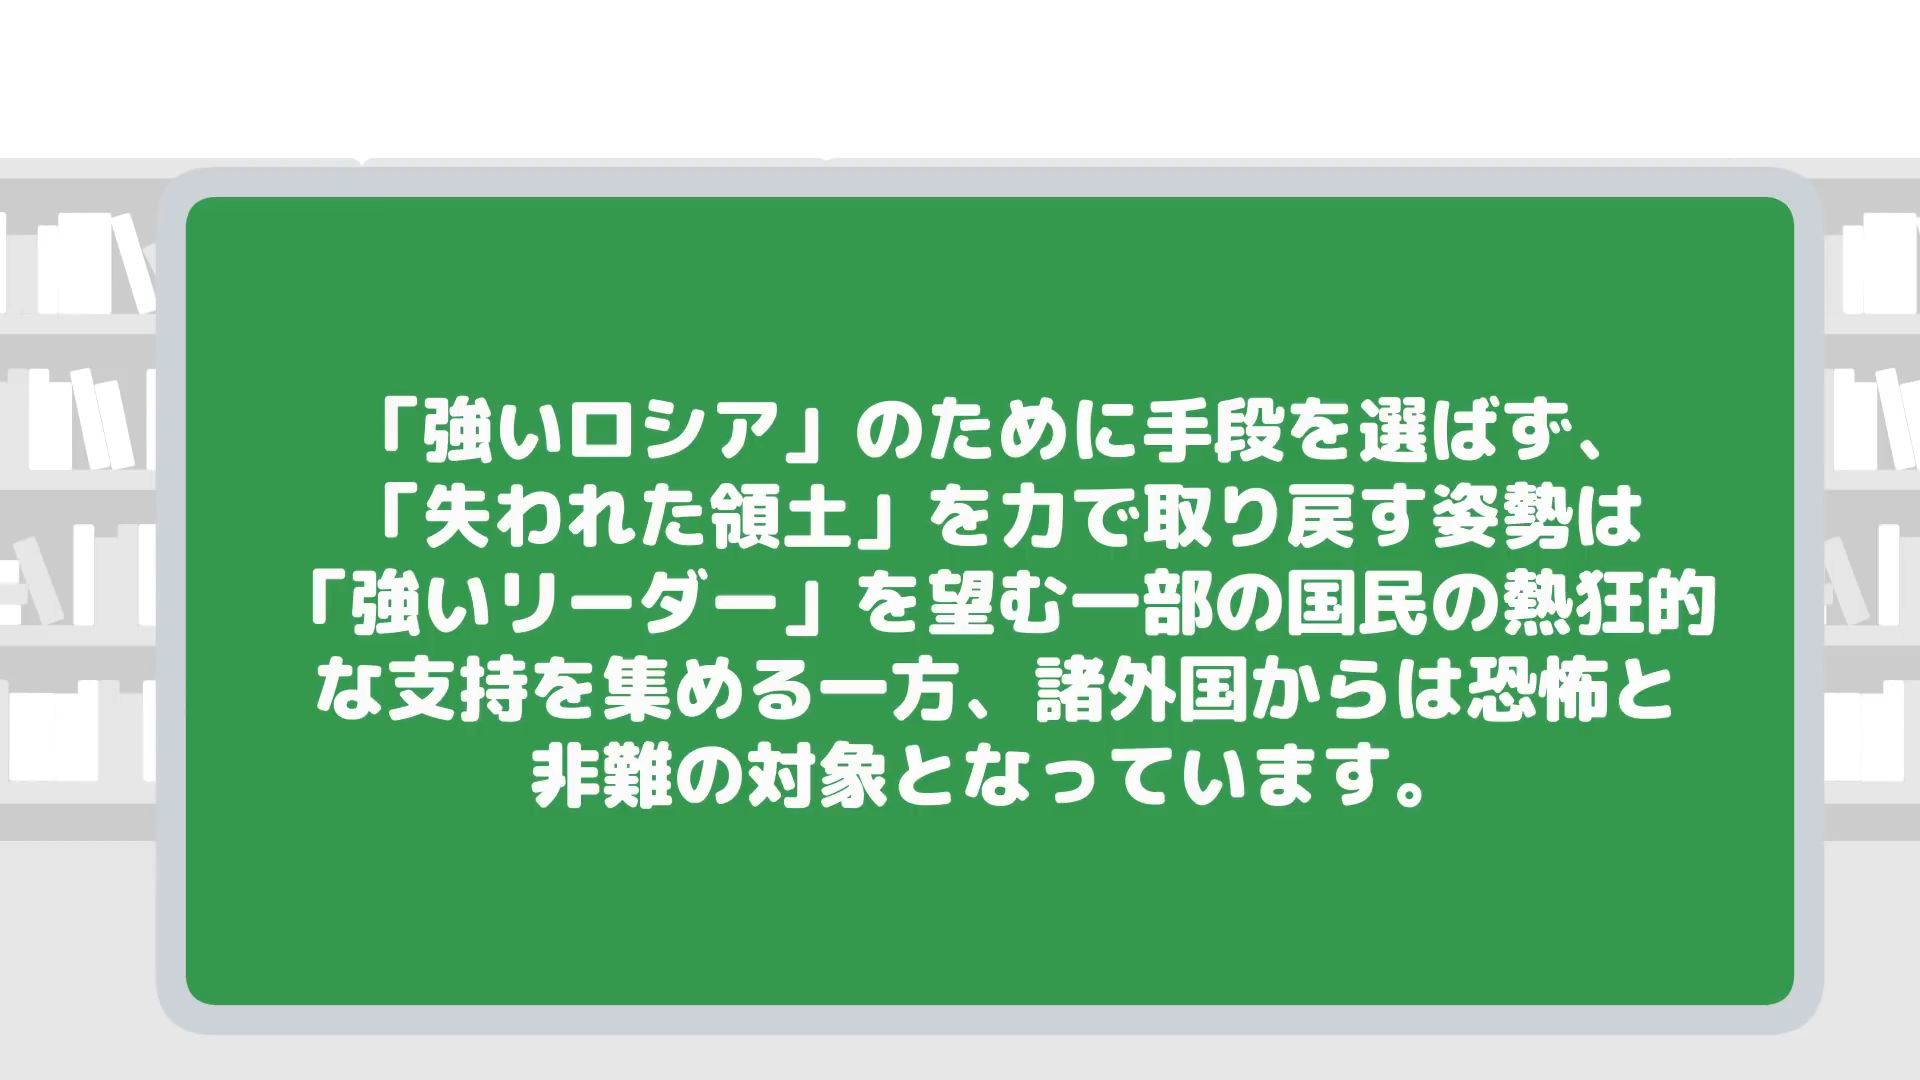 「強いロシア」のために手段を選ばず、
「失われた領土」を力で取り戻す姿勢は
「強いリーダー」を望む一部の国民の熱狂的
な支持を集める一方、諸外国からは恐怖と
非難の対象となっています。